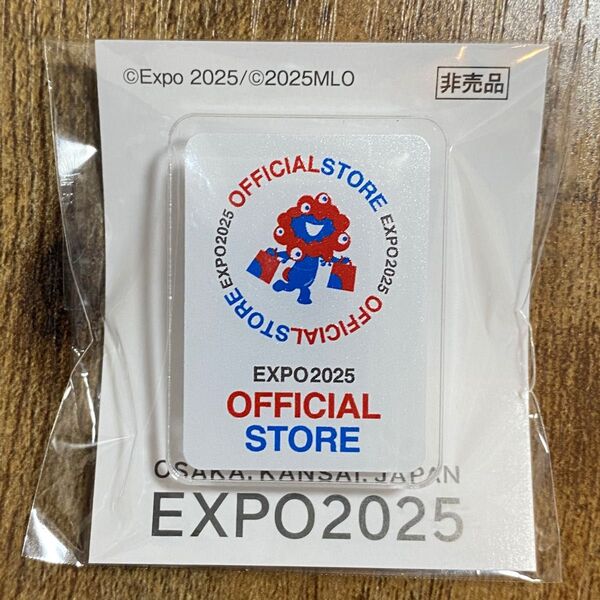 ©Expo 2025/©2025MLO
非売品
EXPO2025 OFFICIALSTORE
EXPO2025 OFFICIALSTORE
EXPO2025
OFFICIAL
STORE
OSAKA, KANSAI, JAPAN
EXPO2025